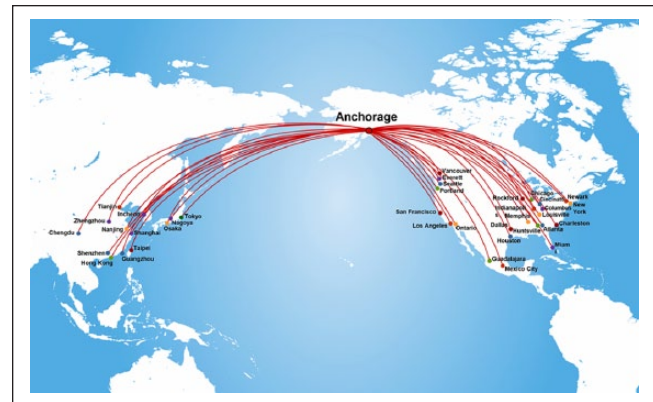 Anchorage
Vancouver
Everett
Seattle
Portland
San Francisco
Los Angeles
Ontario
Rockford
Chicago
Newark
New
York
Indianapolis
Columbus
Louisville
Memphis
Charleston
Dallas
Huntsville
Atlanta
Houston
Miami
Guadalajara
Mexico City
Tianjin
Incheon
Zhengzhou
Tokyo
Nagoya
Osaka
Nanjing
Shanghai
Chengdu
Shenzhen
Taipei
Guangzhou
Hong Kong